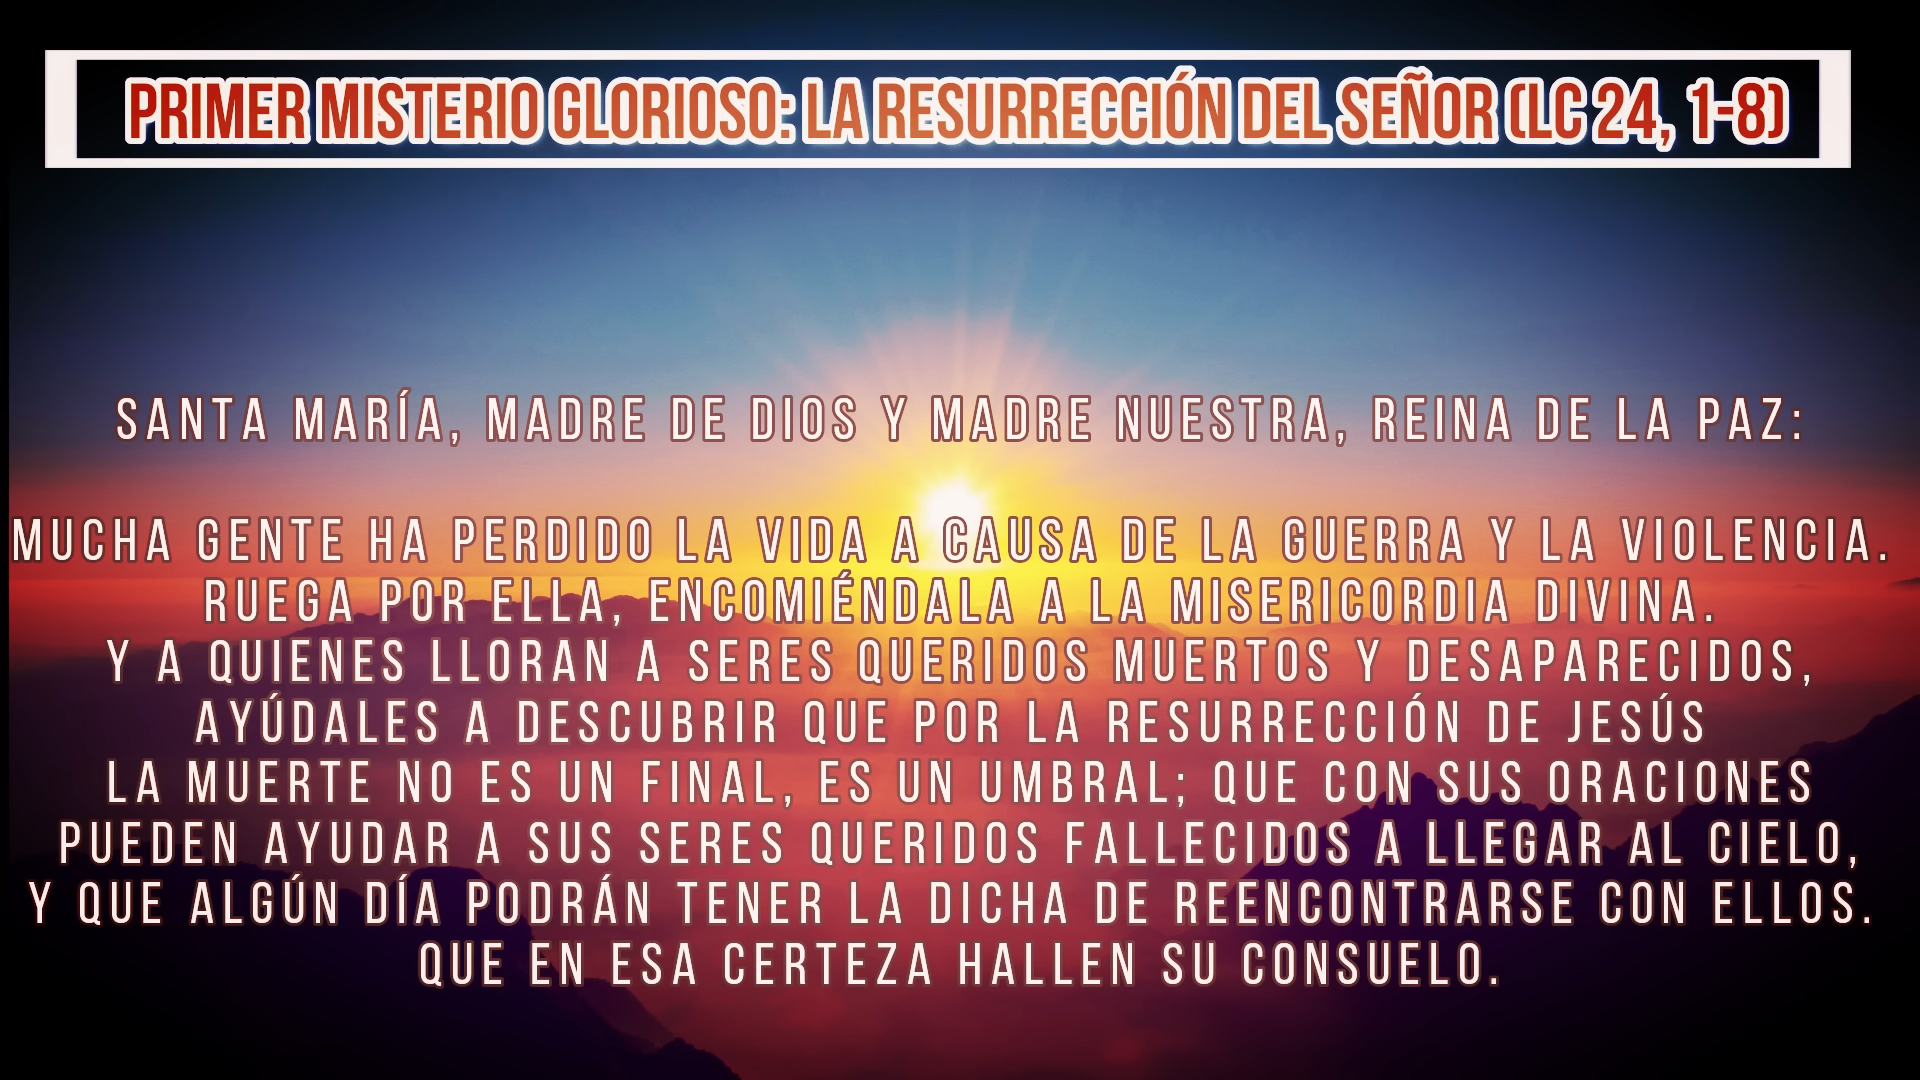 PRIMER MISTERIO GLORIOSO: LA RESURRECCIÓN DEL SEÑOR (LC 24, 1-8)
SANTA MARÍA, MADRE DE DIOS Y MADRE NUESTRA, REINA DE LA PAZ:
MUCHA GENTE HA PERDIDO LA VIDA A CAUSA DE LA GUERRA Y LA VIOLENCIA.
RUEGA POR ELLA, ENCOMIÉNDALA A LA MISERICORDIA DIVINA.
Y A QUIENES LLORAN A SERES QUERIDOS MUERTOS Y DESAPARECIDOS,
AYÚDALES A DESCUBRIR QUE POR LA RESURRECCIÓN DE JESÚS
LA MUERTE NO ES UN FINAL, ES UN UMBRAL; QUE CON SUS ORACIONES
PUEDEN AYUDAR A SUS SERES QUERIDOS FALLECIDOS A LLEGAR AL CIELO,
Y QUE ALGÚN DÍA PODRÁN TENER LA DICHA DE REENCONTRARSE CON ELLOS.
QUE EN ESA CERTEZA HALLEN SU CONSUELO.